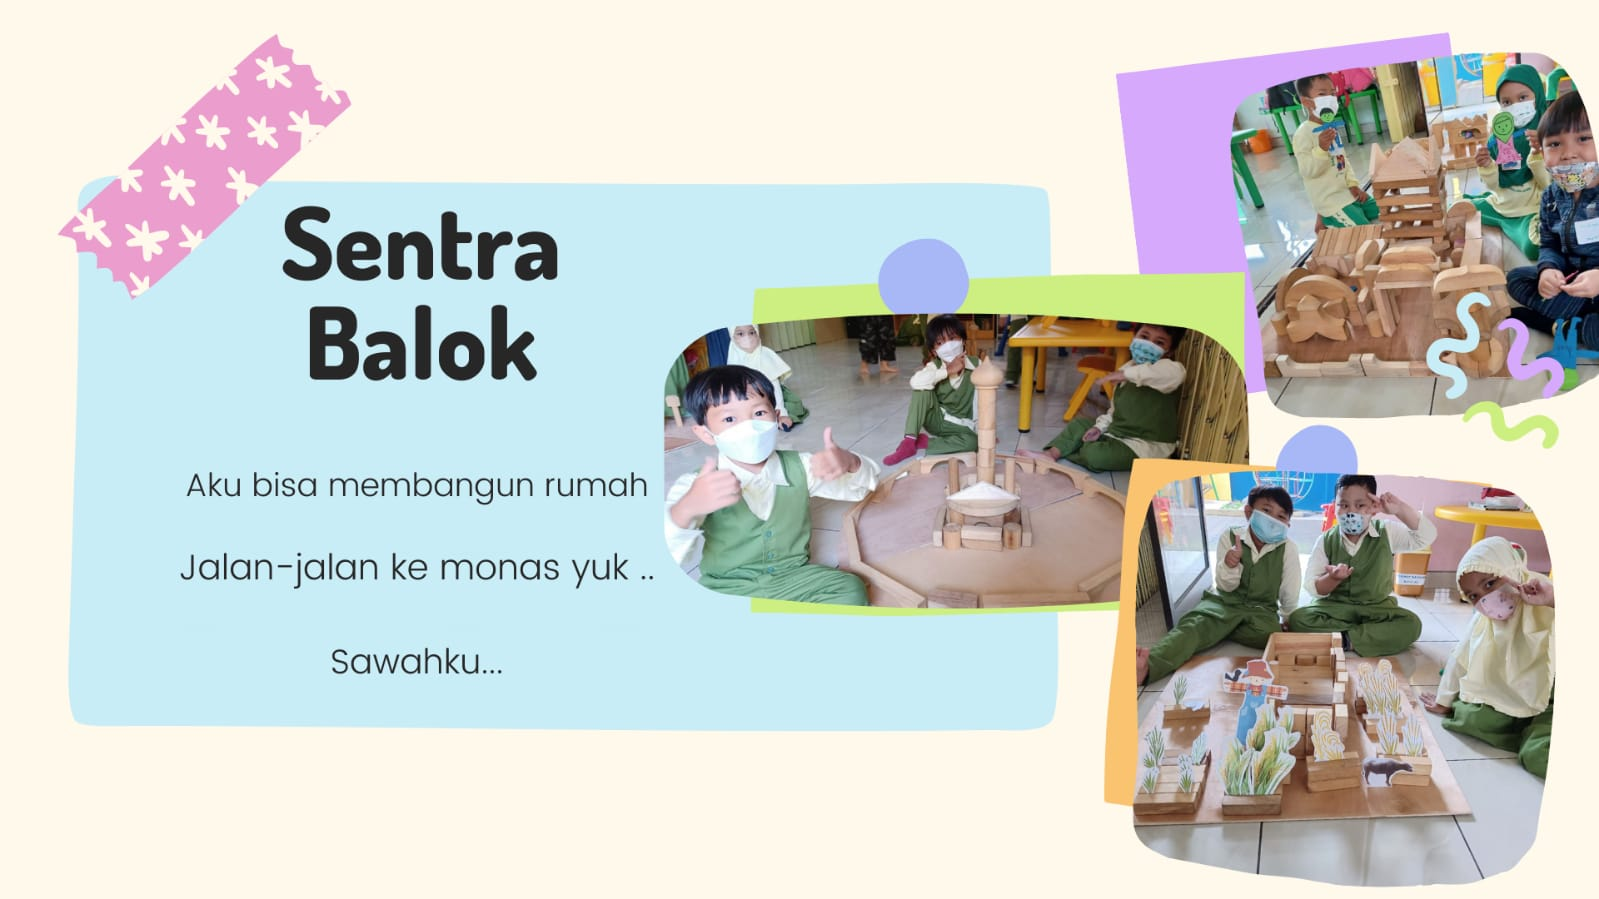 Sentra
Balok
Aku bisa membangun rumah
Jalan-jalan ke monas yuk ..
Sawahku...